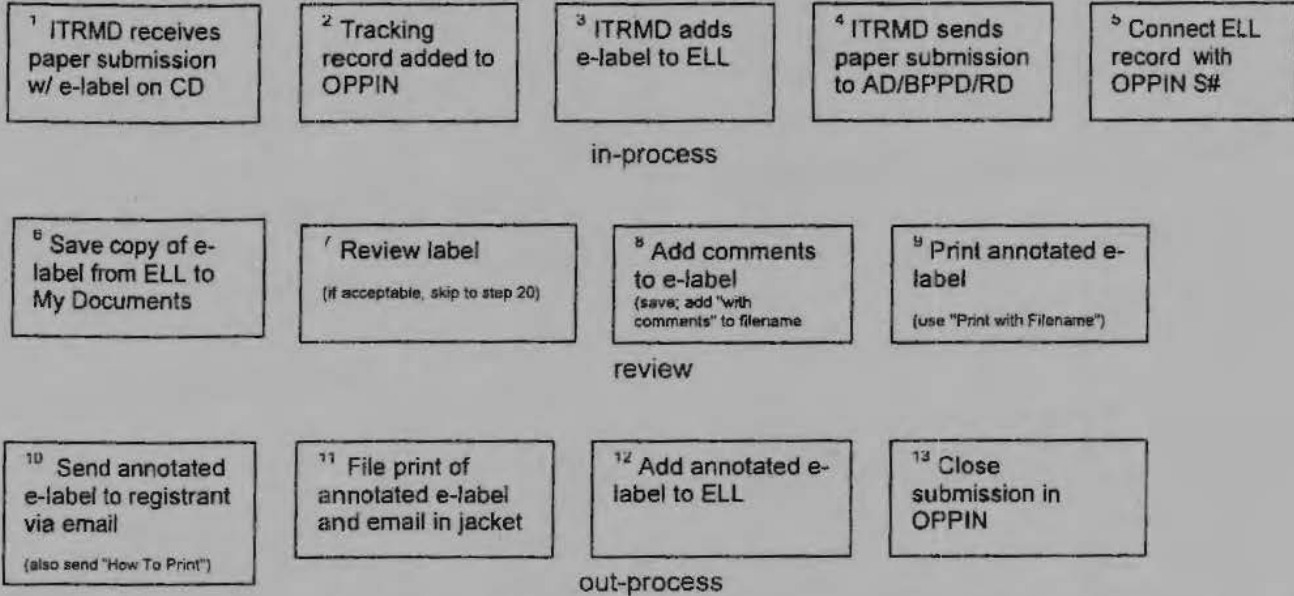 1 ITRMD receives
paper submission
w/ e-label on CD
2 Tracking
record added to
OPPIN
3 ITRMD adds
e-label to ELL
4 ITRMD sends
paper submission
to AD/BPPD/RD
5 Connect ELL
record with
OPPIN S#
in-process
6 Save copy of e-
label from ELL to
My Documents
7 Review label
(if acceptable, skip to step 20)
8 Add comments
to e-label
(save; add "with
comments" to filename
9 Print annotated e-
label
(use "Print with Filename")
review
10 Send annotated
e-label to registrant
via email
(also send "How To Print")
11 File print of
annotated e-label
and email in jacket
12 Add annotated e-
label to ELL
13 Close
submission in
OPPIN
out-process